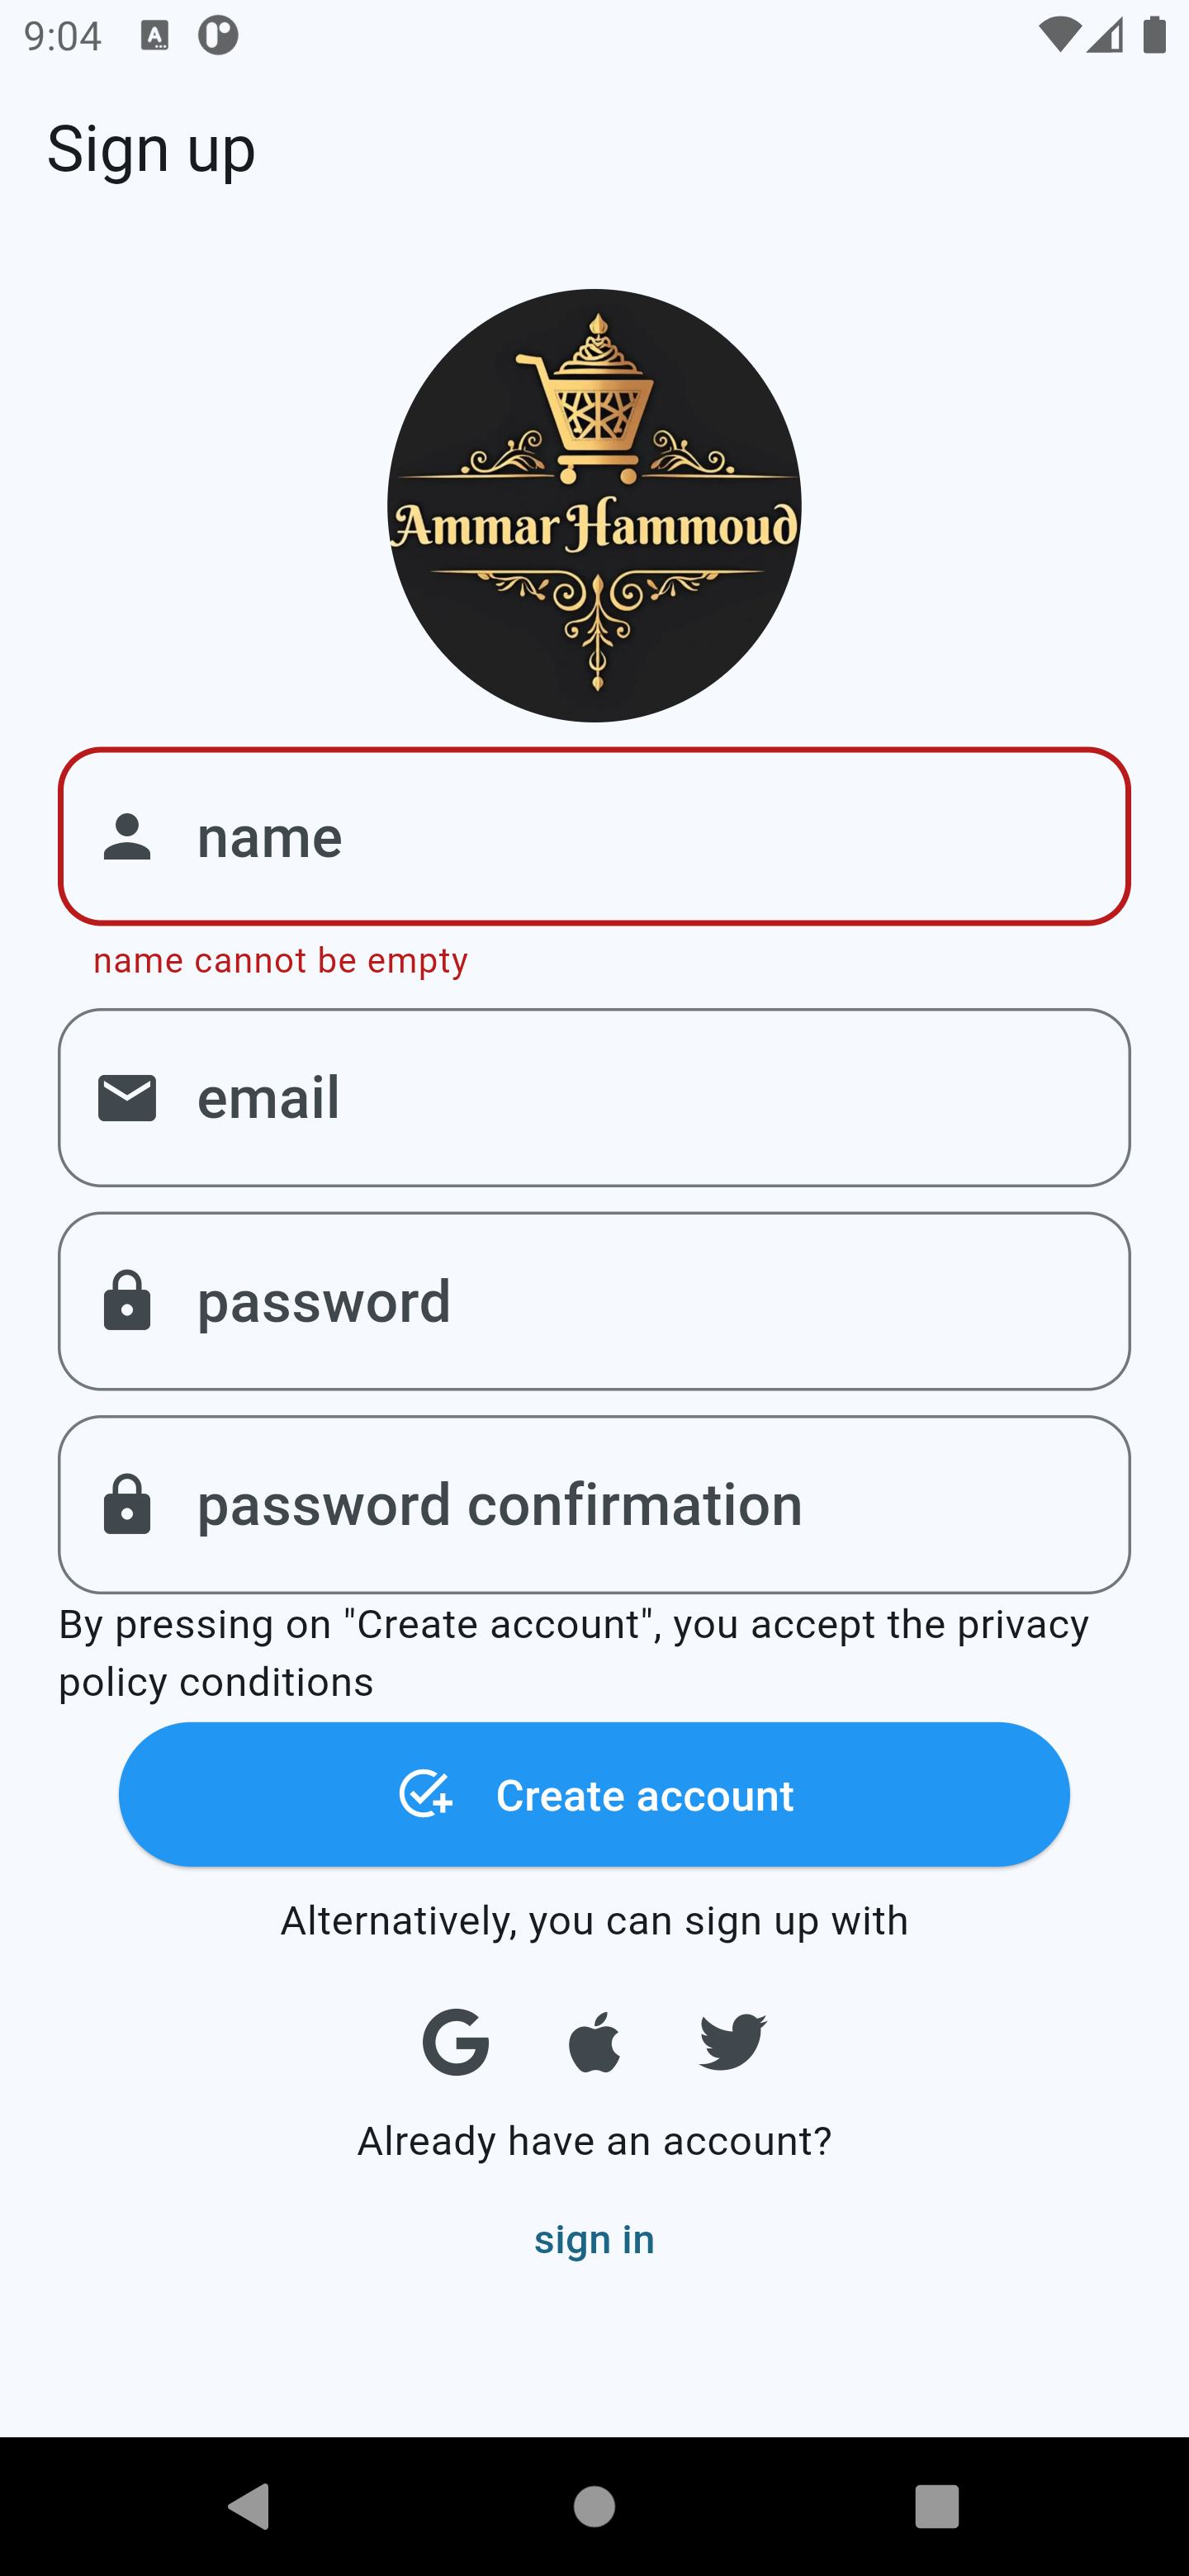 9:04
Sign up
Ammar Hammoud
name
name cannot be empty
email
password
password confirmation
By pressing on "Create account", you accept the privacy
policy conditions
Create account
Alternatively, you can sign up with
Already have an account?
sign in